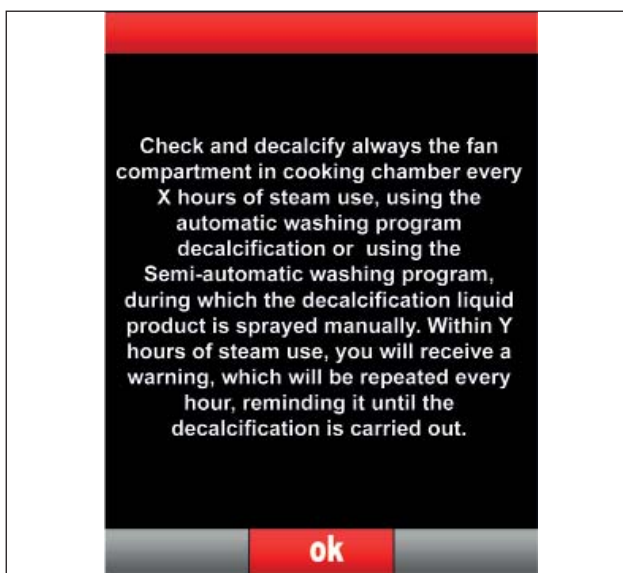 Check and decalcify always the fan
compartment in cooking chamber every
X hours of steam use, using the
automatic washing program
decalcification or using the
Semi-automatic washing program,
during which the decalcification liquid
product is sprayed manually. Within Y
hours of steam use, you will receive a
warning, which will be repeated every
hour, reminding it until the
decalcification is carried out.
ok